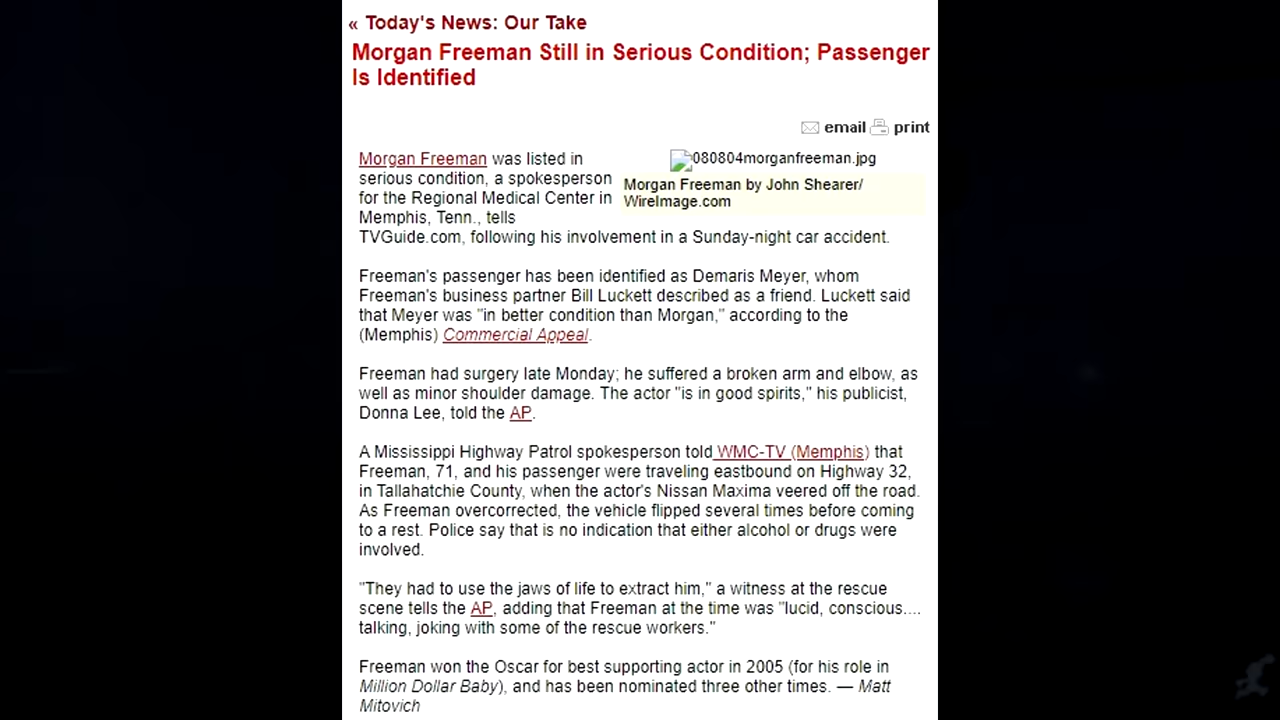 « Today's News: Our Take
Morgan Freeman Still in Serious Condition; Passenger
Is Identified
email print
080804morganfreeman.jpg
Morgan Freeman by John Shearer/
WireImage.com
Morgan Freeman was listed in
serious condition, a spokesperson
for the Regional Medical Center in
Memphis, Tenn., tells
TVGuide.com, following his involvement in a Sunday-night car accident.
Freeman's passenger has been identified as Demaris Meyer, whom
Freeman's business partner Bill Luckett described as a friend. Luckett said
that Meyer was "in better condition than Morgan," according to the
(Memphis) Commercial Appeal.
Freeman had surgery late Monday; he suffered a broken arm and elbow, as
well as minor shoulder damage. The actor "is in good spirits," his publicist,
Donna Lee, told the AP.
A Mississippi Highway Patrol spokesperson told WMC-TV (Memphis) that
Freeman, 71, and his passenger were traveling eastbound on Highway 32,
in Tallahatchie County, when the actor's Nissan Maxima veered off the road.
As Freeman overcorrected, the vehicle flipped several times before coming
to a rest. Police say that is no indication that either alcohol or drugs were
involved.
"They had to use the jaws of life to extract him," a witness at the rescue
scene tells the AP, adding that Freeman at the time was "lucid, conscious....
talking, joking with some of the rescue workers."
Freeman won the Oscar for best supporting actor in 2005 (for his role in
Million Dollar Baby), and has been nominated three other times. — Matt
Mitovich